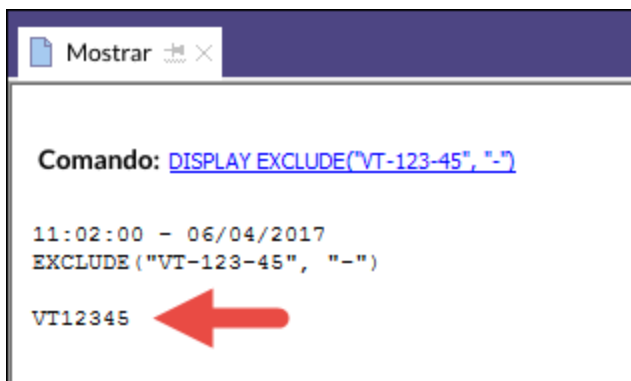 Mostrar
Comando: DISPLAY EXCLUDE("VT-123-45", "-")
11:02:00 - 06/04/2017
EXCLUDE("VT-123-45", "-")
VT12345